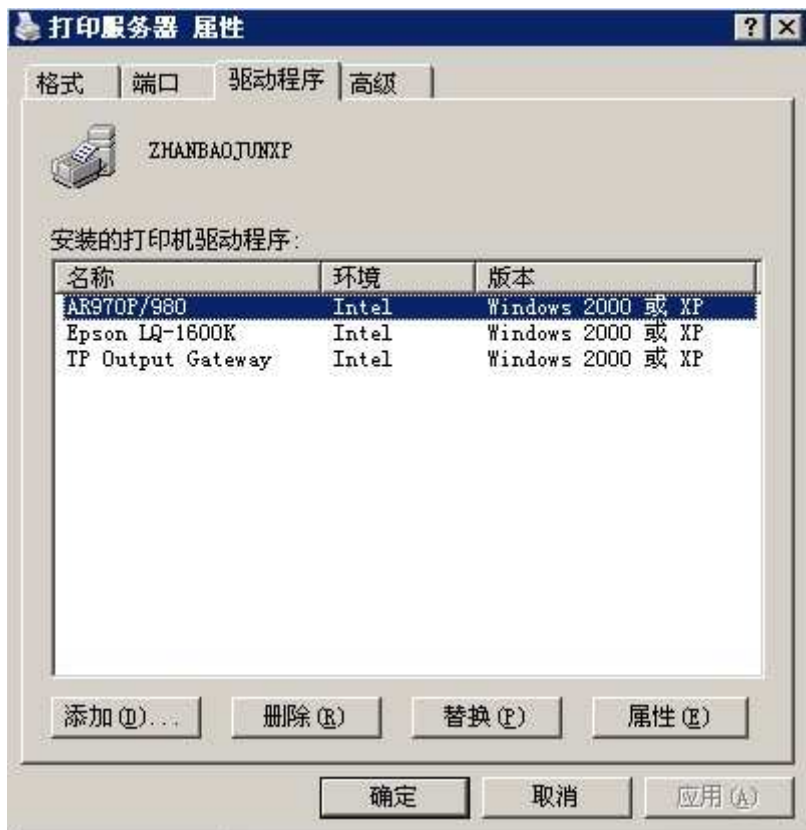 打印服务器 属性
格式 端口 驱动程序 高级
ZHANBAOJUNXP
安装的打印机驱动程序:
名称 环境 版本
AR970P/980 Intel Windows 2000 或 XP
Epson LQ-1600K Intel Windows 2000 或 XP
TP Output Gateway Intel Windows 2000 或 XP
添加(D)... 删除(R) 替换(P) 属性(E)
确定 取消 应用(A)